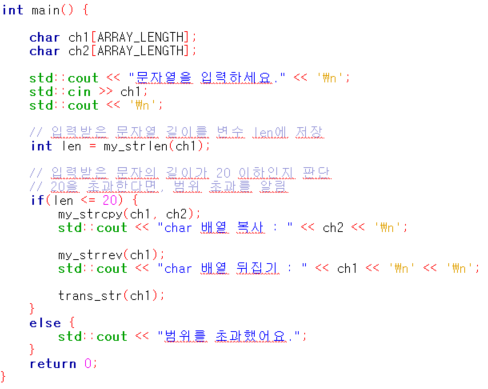 int main() {
char ch1[ARRAY_LENGTH];
char ch2[ARRAY_LENGTH];
std::cout << "문자열을 입력하세요." << '₩n';
std::cin >> ch1;
std::cout << '₩n';
// 입력받은 문자열 길이를 변수 len에 저장
int len = my_strlen(ch1);
// 입력받은 문자의 길이가 20 이하인지 판단
// 20을 초과한다면, 범위 초과를 알림
if(len <= 20) {
my_strcpy(ch1, ch2);
std::cout << "char 배열 복사 : " << ch2 << '₩n';
my_strrev(ch1);
std::cout << "char 배열 뒤집기 : " << ch1 << '₩n' << '₩n';
trans_str(ch1);
}
else {
std::cout << "범위를 초과했어요.";
}
return 0;
}